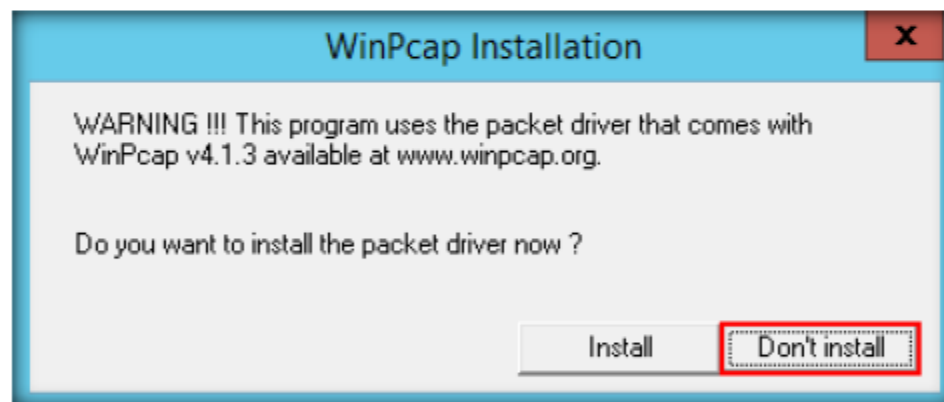 WinPcap Installation
x
WARNING !!! This program uses the packet driver that comes with
WinPcap v4.1.3 available at www.winpcap.org.
Do you want to install the packet driver now ?
Install
Don't install